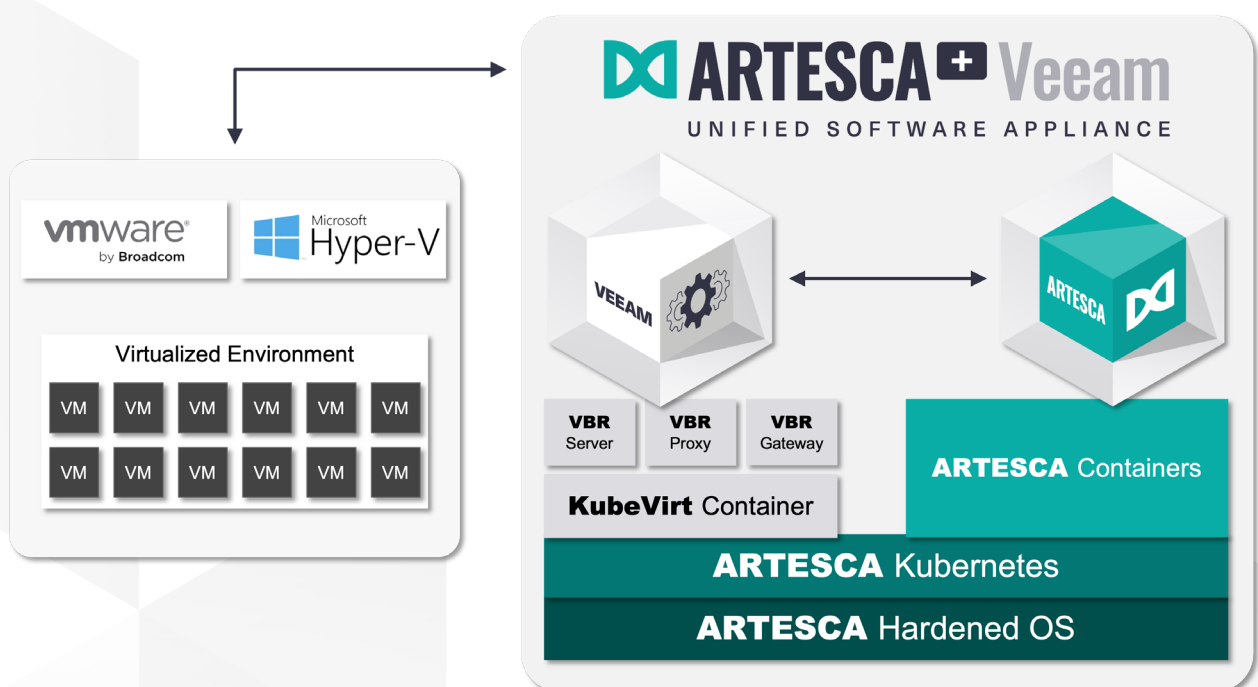 ARTESCA + Veeam
UNIFIED SOFTWARE APPLIANCE
vmware®
by Broadcom
Microsoft
Hyper-V
Virtualized Environment
VM VM VM VM VM VM
VM VM VM VM VM VM
VEEAM
ARTESCA
VBR
Server
VBR
Proxy
VBR
Gateway
KubeVirt Container
ARTESCA Containers
ARTESCA Kubernetes
ARTESCA Hardened OS